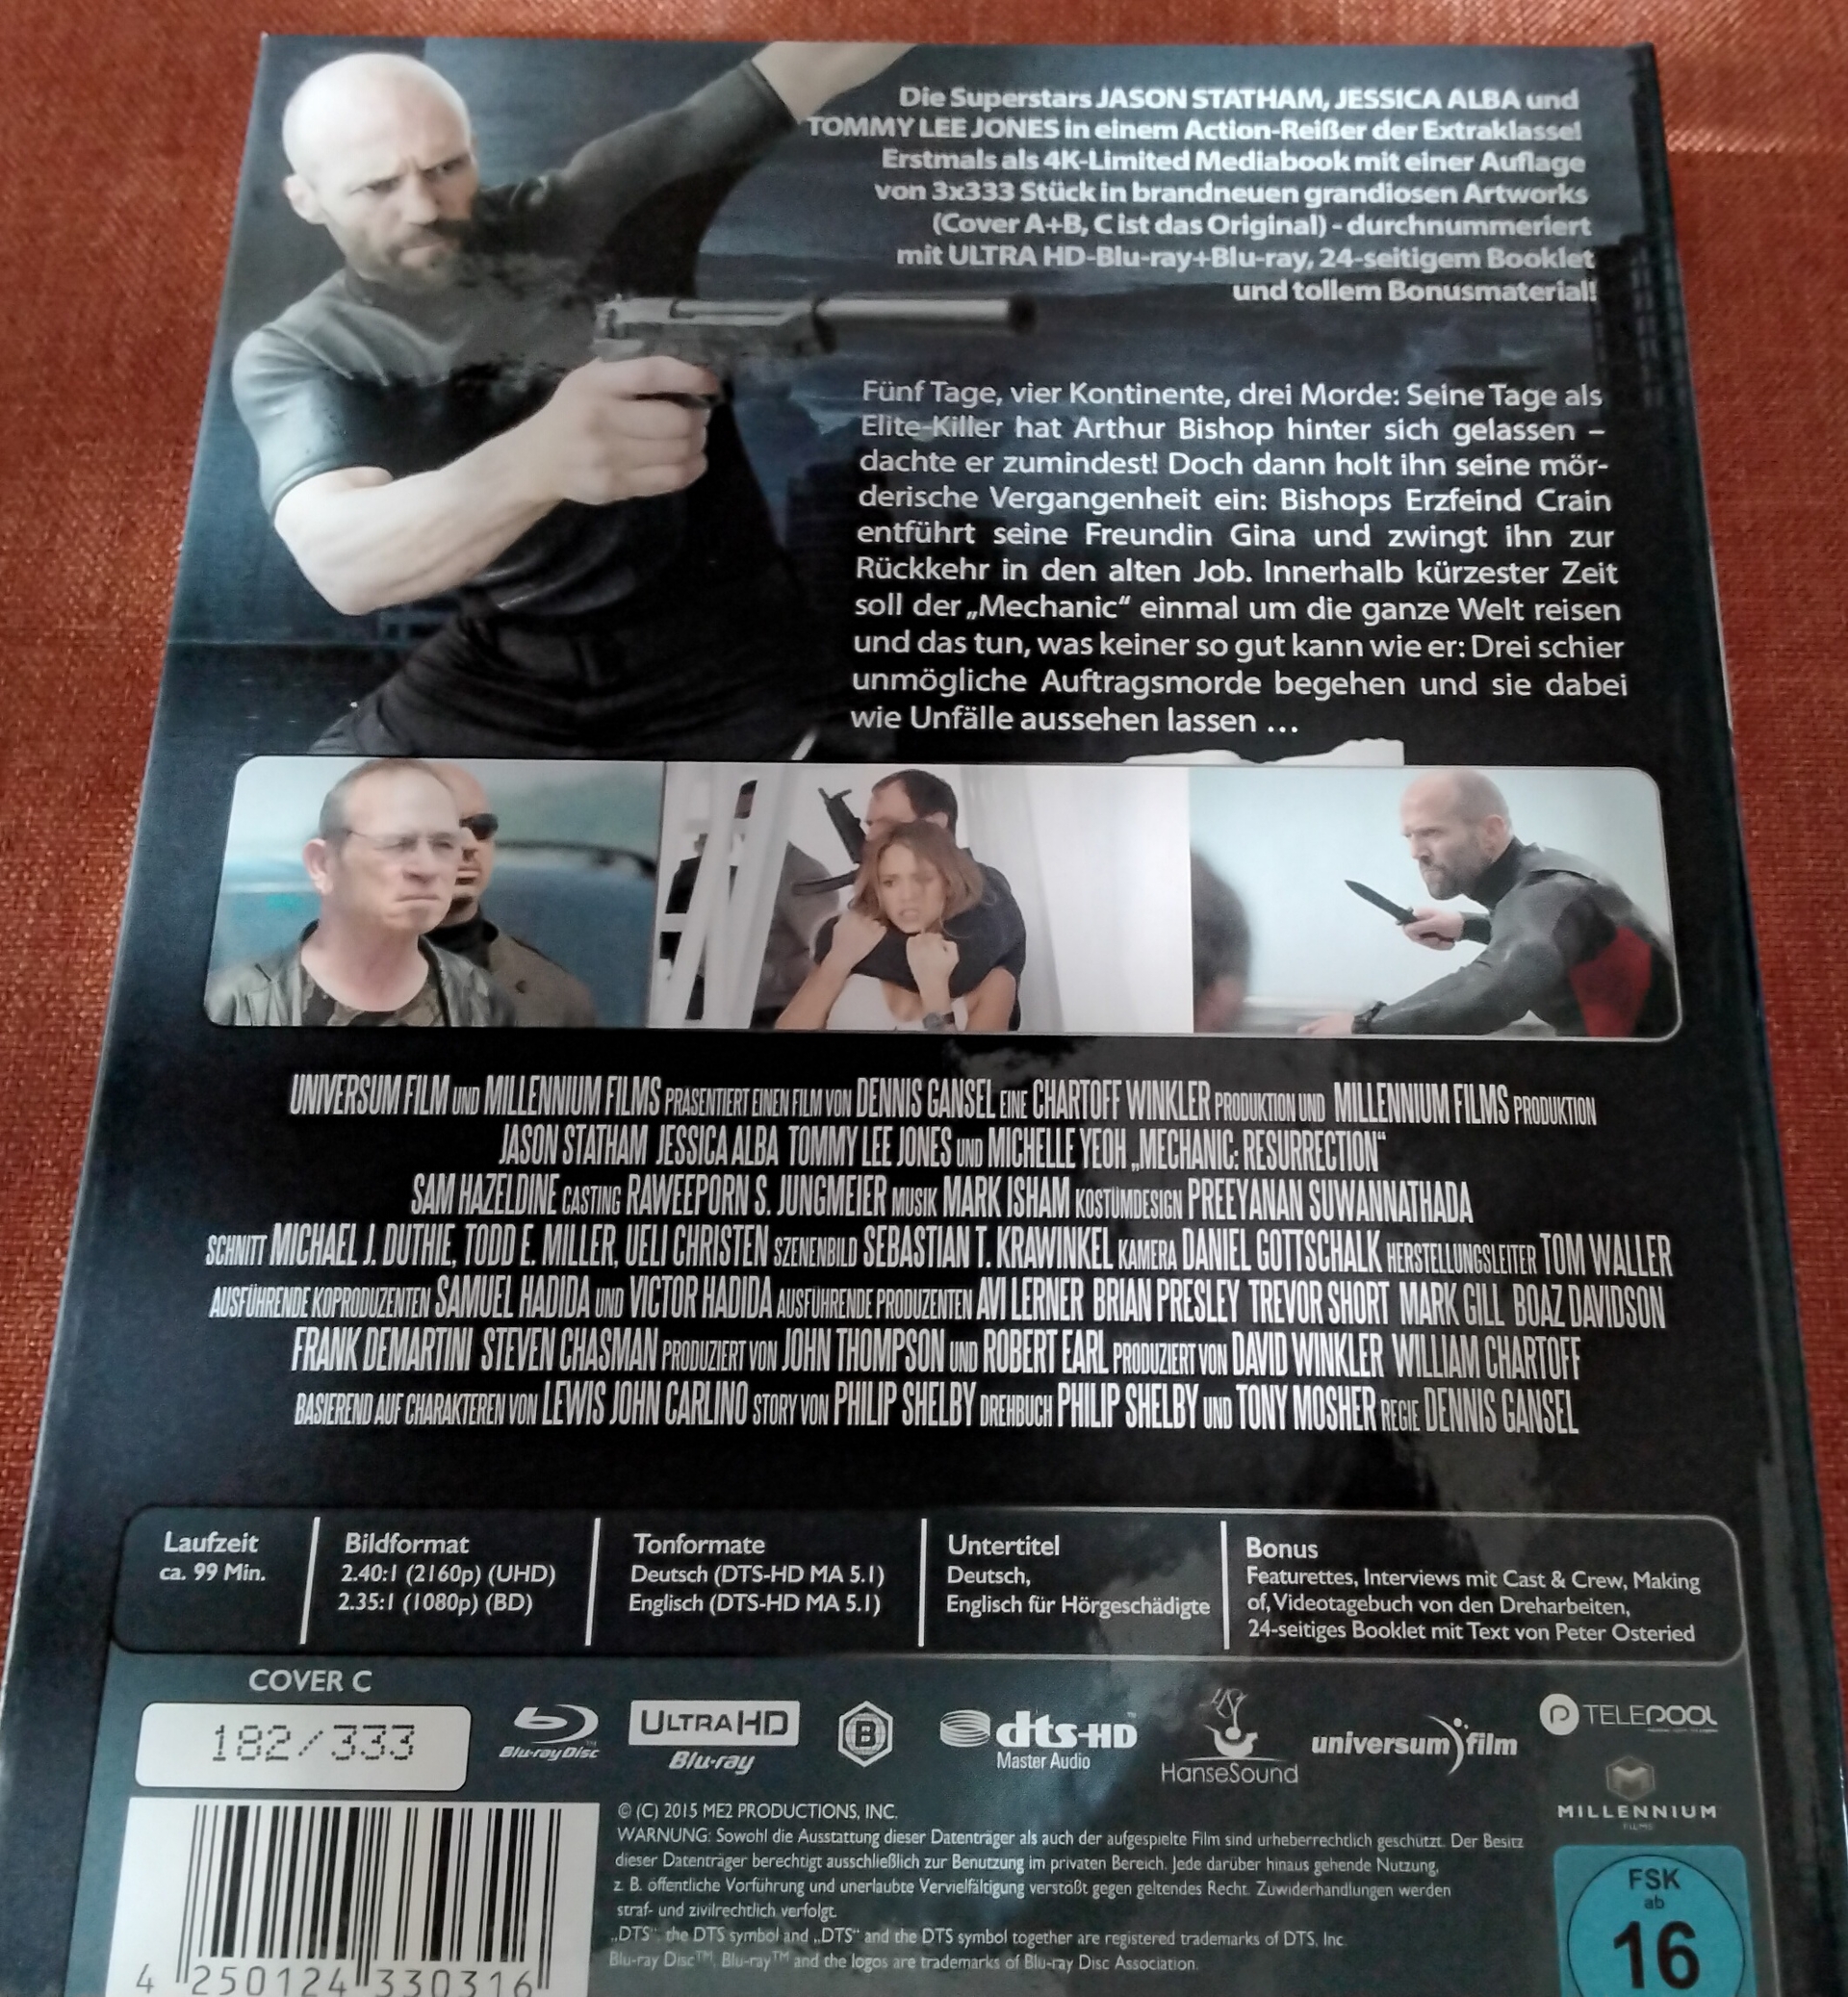 Die Superstars JASON STATHAM, JESSICA ALBA und
TOMMY LEE JONES in einem Action-Reißer der Extraklasse!
Erstmals als 4K-Limited Mediabook mit einer Auflage
von 3x333 Stück in brandneuen grandiosen Artworks
(Cover A+B, C ist das Original) - durchnummeriert
mit ULTRA HD-Blu-ray+Blu-ray, 24-seitigem Booklet
und tollem Bonusmaterial!
Fünf Tage, vier Kontinente, drei Morde: Seine Tage als
Elite-Killer hat Arthur Bishop hinter sich gelassen –
dachte er zumindest! Doch dann holt ihn seine mör-
derische Vergangenheit ein: Bishops Erzfeind Crain
entführt seine Freundin Gina und zwingt ihn zur
Rückkehr in den alten Job. Innerhalb kürzester Zeit
soll der „Mechanic“ einmal um die ganze Welt reisen
und das tun, was keiner so gut kann wie er: Drei schier
unmögliche Auftragsmorde begehen und sie dabei
wie Unfälle aussehen lassen ...
UNIVERSUM FILM UND MILLENNIUM FILMS PRÄSENTIERT EINEN FILM VON DENNIS GANSEL EINE CHARTOFF WINKLER PRODUKTION UND MILLENNIUM FILMS PRODUKTION
JASON STATHAM JESSICA ALBA TOMMY LEE JONES UND MICHELLE YEOH „MECHANIC: RESURRECTION“
SAM HAZELDINE CASTING RAWEEPORN S. JUNGMEIER MUSIK MARK ISHAM KOSTÜMDESIGN PREEYANAN SUWANNATHADA
SCHNITT MICHAEL J. DUTHIE, TODD E. MILLER, UELI CHRISTEN SZENENBILD SEBASTIAN T. KRAWINKEL KAMERA DANIEL GOTTSCHALK HERSTELLUNGSLEITER TOM WALLER
AUSFÜHRENDE KOPRODUZENTEN SAMUEL HADIDA UND VICTOR HADIDA AUSFÜHRENDE PRODUZENTEN AVI LERNER BRIAN PRESLEY TREVOR SHORT MARK GILL BOAZ DAVIDSON
FRANK DEMARTINI STEVEN CHASMAN PRODUZIERT VON JOHN THOMPSON UND ROBERT EARL PRODUZIERT VON DAVID WINKLER WILLIAM CHARTOFF
BASIEREND AUF CHARAKTEREN VON LEWIS JOHN CARLINO STORY VON PHILIP SHELBY DREHBUCH PHILIP SHELBY UND TONY MOSHER REGIE DENNIS GANSEL
Laufzeit
ca. 99 Min.
Bildformat
2.40:1 (2160p) (UHD)
2.35:1 (1080p) (BD)
Tonformate
Deutsch (DTS-HD MA 5.1)
Englisch (DTS-HD MA 5.1)
Untertitel
Deutsch,
Englisch für Hörgeschädigte
Bonus
Featurettes, Interviews mit Cast & Crew, Making
of, Videotagebuch von den Dreharbeiten,
24-seitiges Booklet mit Text von Peter Osteried
COVER C
182/333
Blu-ray Disc™
ULTRA HD
Blu-ray
B
dts-HD™
Master Audio
HanseSound
universum film
TELEPOOL
MILLENNIUM
FILMS
© (C) 2015 ME2 PRODUCTIONS, INC.
WARNUNG: Sowohl die Ausstattung dieser Datenträger als auch der aufgespielte Film sind urheberrechtlich geschützt. Der Besitz
dieser Datenträger berechtigt ausschließlich zur Benutzung im privaten Bereich. Jede darüber hinaus gehende Nutzung,
z. B. öffentliche Vorführung und unerlaubte Vervielfältigung verstößt gegen geltendes Recht. Zuwiderhandlungen werden
straf- und zivilrechtlich verfolgt.
„DTS“, the DTS symbol and „DTS“ and the DTS symbol together are registered trademarks of DTS, Inc.
Blu-ray Disc™, Blu-ray™ and the logos are trademarks of Blu-ray Disc Association.
FSK
ab
16
4 250124 330316